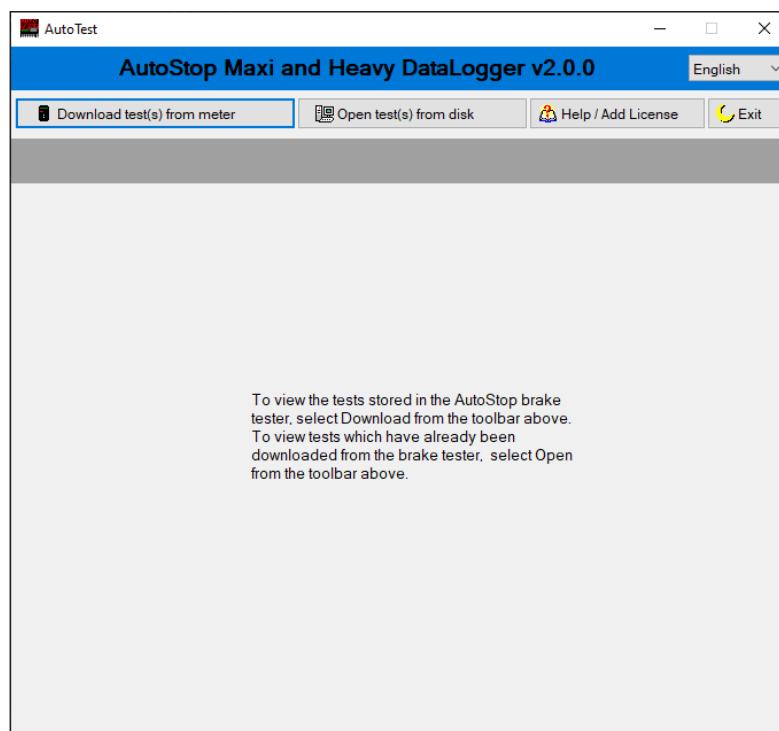 AutoTest
AutoStop Maxi and Heavy DataLogger v2.0.0
English
Download test(s) from meter
Open test(s) from disk
Help / Add License
Exit
To view the tests stored in the AutoStop brake
tester, select Download from the toolbar above.
To view tests which have already been
downloaded from the brake tester, select Open
from the toolbar above.